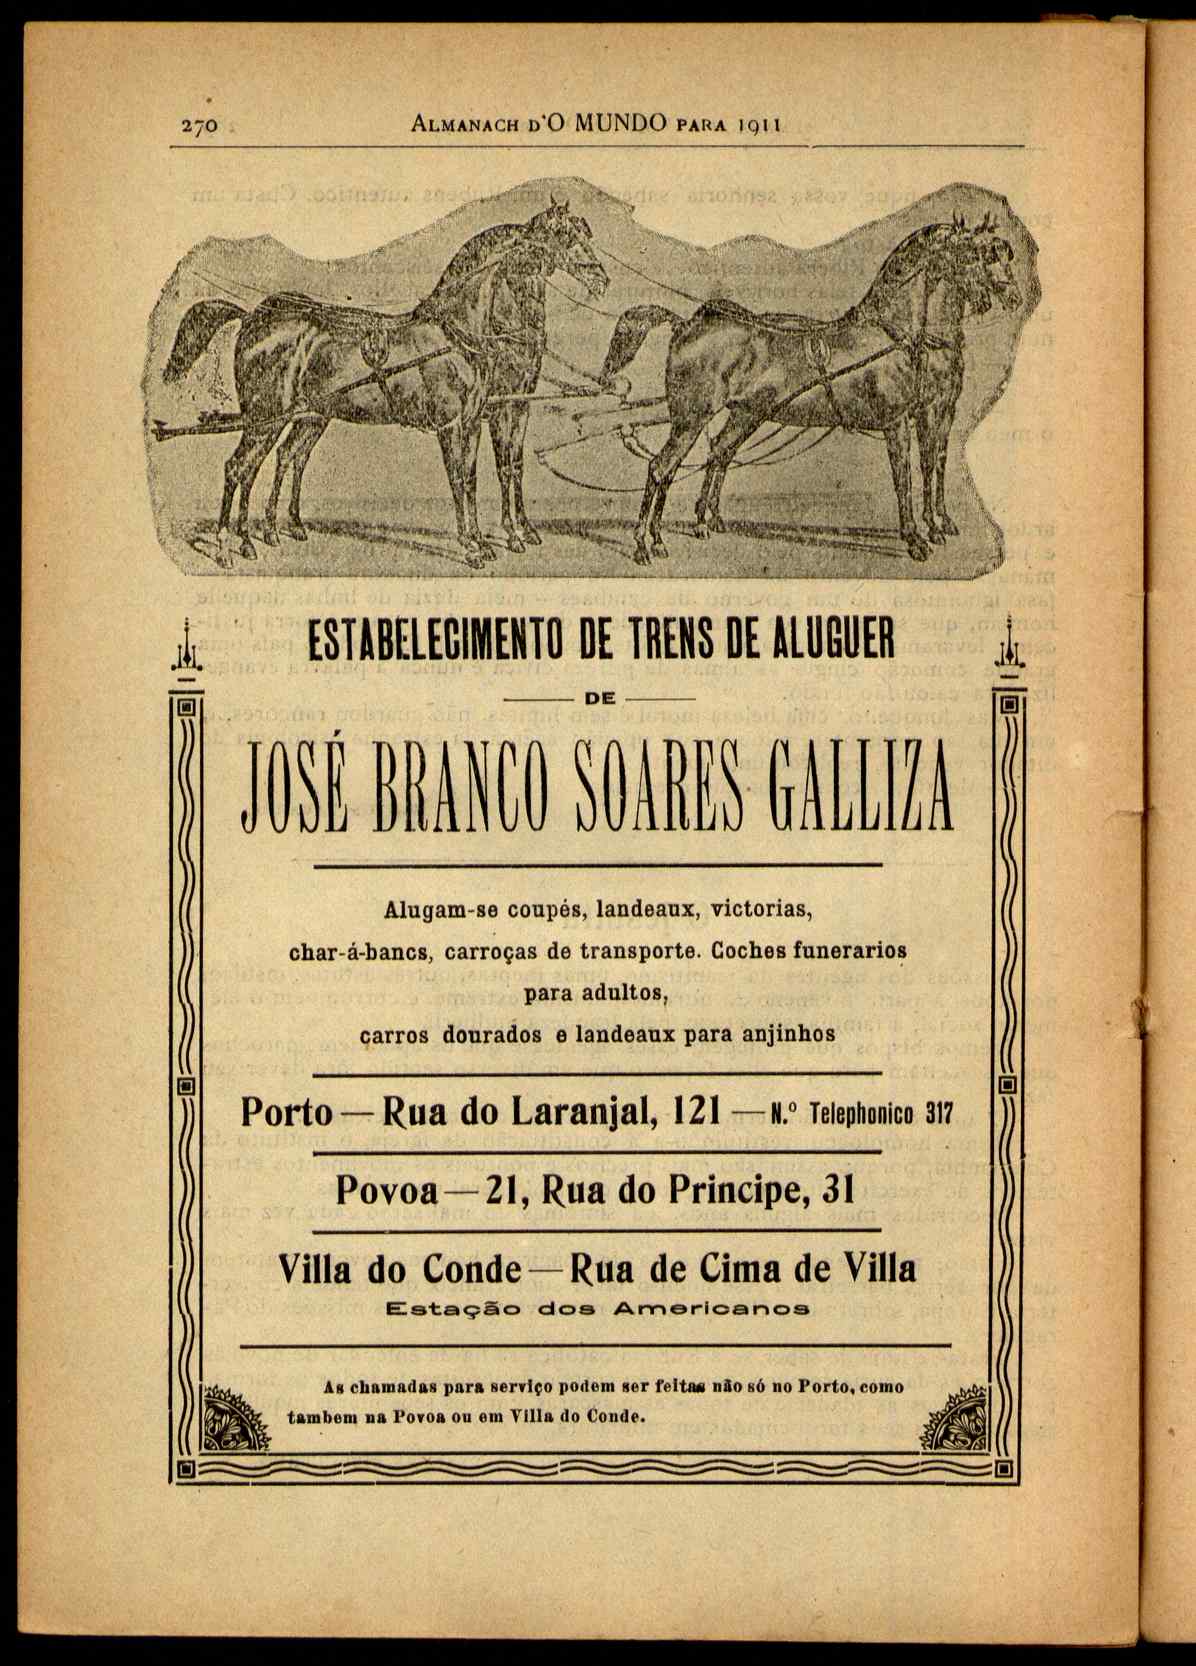 270
ALMANACH D'O MUNDO PARA 1911
ESTABELECIMENTO DE TRENS DE ALUGUER
DE
JOSÉ BRANCO SOARES GALLIZA
Alugam-se coupés, landeaux, victorias,
char-á-bancs, carroças de transporte. Coches funerarios
para adultos,
carros dourados e landeaux para anjinhos
Porto — Rua do Laranjal, 121 — N.º Telephonico 317
Povoa — 21, Rua do Principe, 31
Villa do Conde — Rua de Cima de Villa
Estação dos Americanos
As chamadas para serviço podem ser feitas não só no Porto, como
tambem na Povoa ou em Villa do Conde.